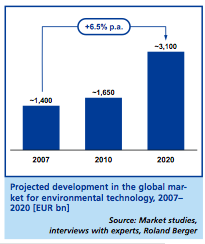 +6.5% p.a.
~3,100
~1,650
~1,400
2007 2010 2020
Projected development in the global mar-
ket for environmental technology, 2007–
2020 [EUR bn]
Source: Market studies,
interviews with experts, Roland Berger